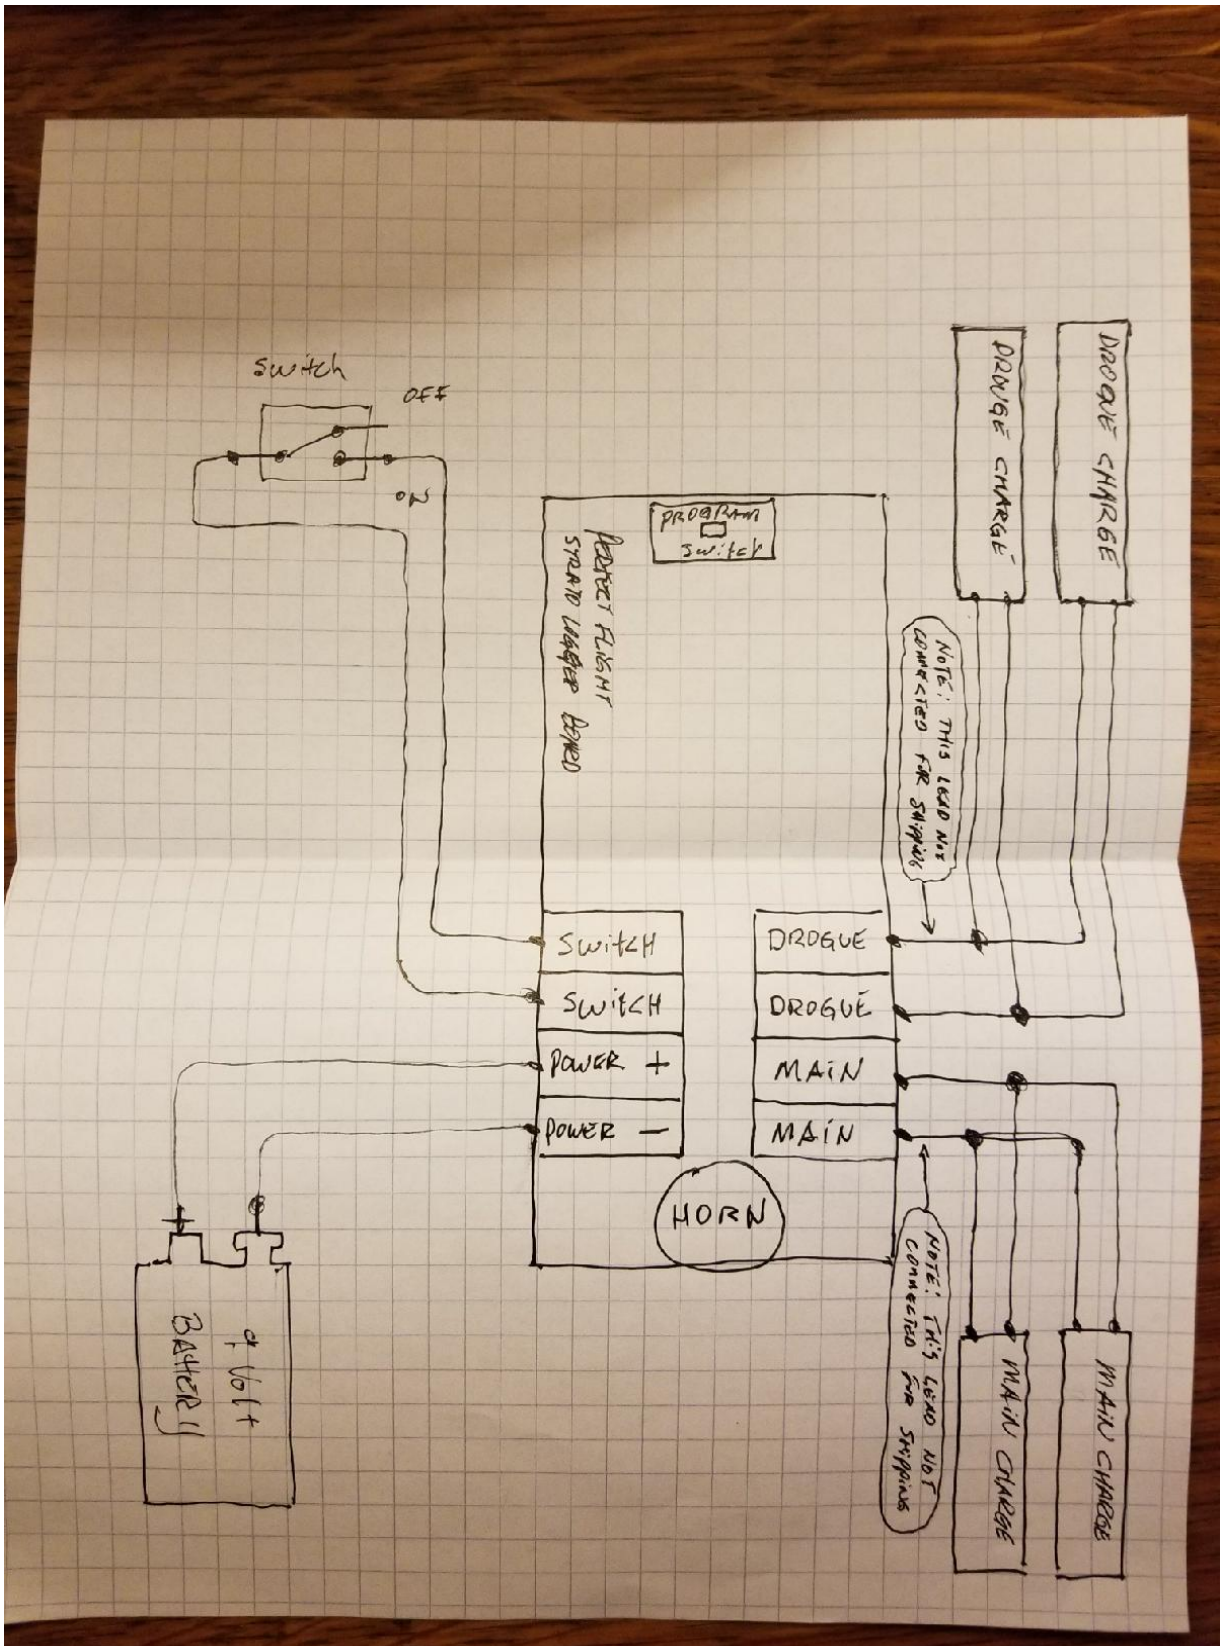 Switch
OFF
ON
PROGRAM
Switch
PERFECT FLIGHT
STRATO LOGGER BOARD
DROUGE CHARGE
DROGUE CHARGE
NOTE: THIS LEAD NOT
CONNECTED FOR SHIPPING
SWITCH
SWITCH
POWER +
POWER -
DROGUE
DROGUE
MAIN
MAIN
HORN
+
9 Volt
BATTERY
NOTE: THIS LEAD NOT
CONNECTED FOR SHIPPING
MAIN CHARGE
MAIN CHARGE